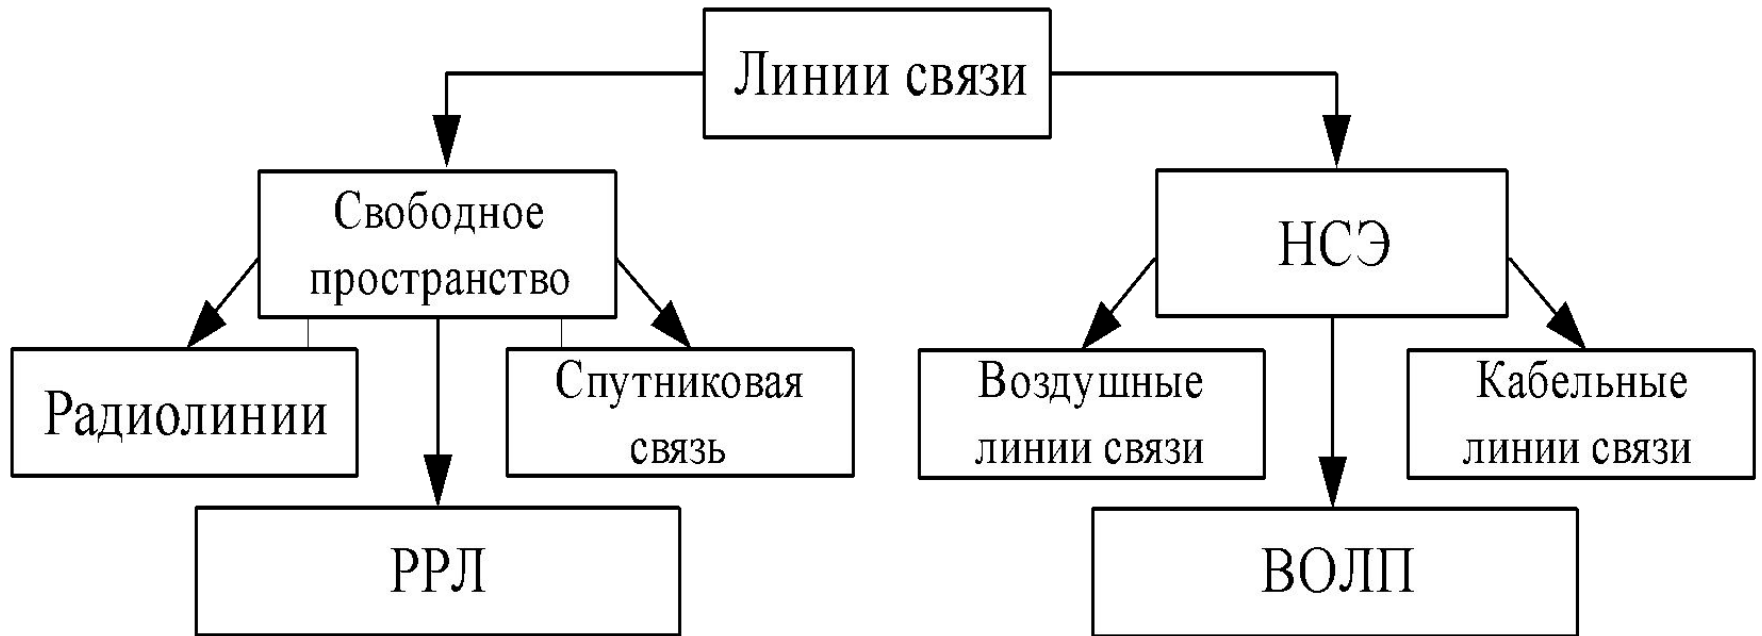 Линии связи
Свободное
пространство
НСЭ
Радиолинии
Спутниковая
связь
Воздушные
линии связи
Кабельные
линии связи
РРЛ
ВОЛП